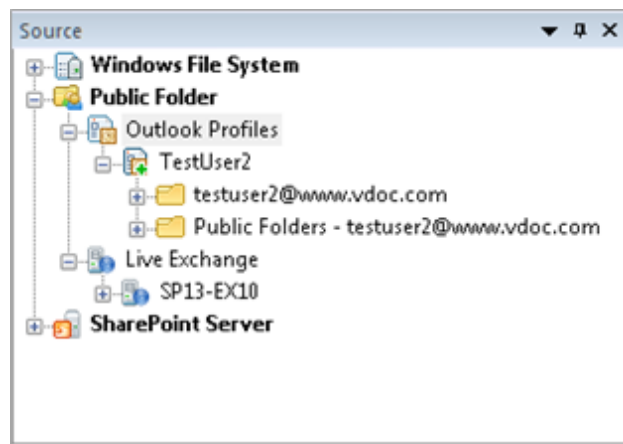 Source
Windows File System
Public Folder
Outlook Profiles
TestUser2
testuser2@www.vdoc.com
Public Folders - testuser2@www.vdoc.com
Live Exchange
SP13-EX10
SharePoint Server